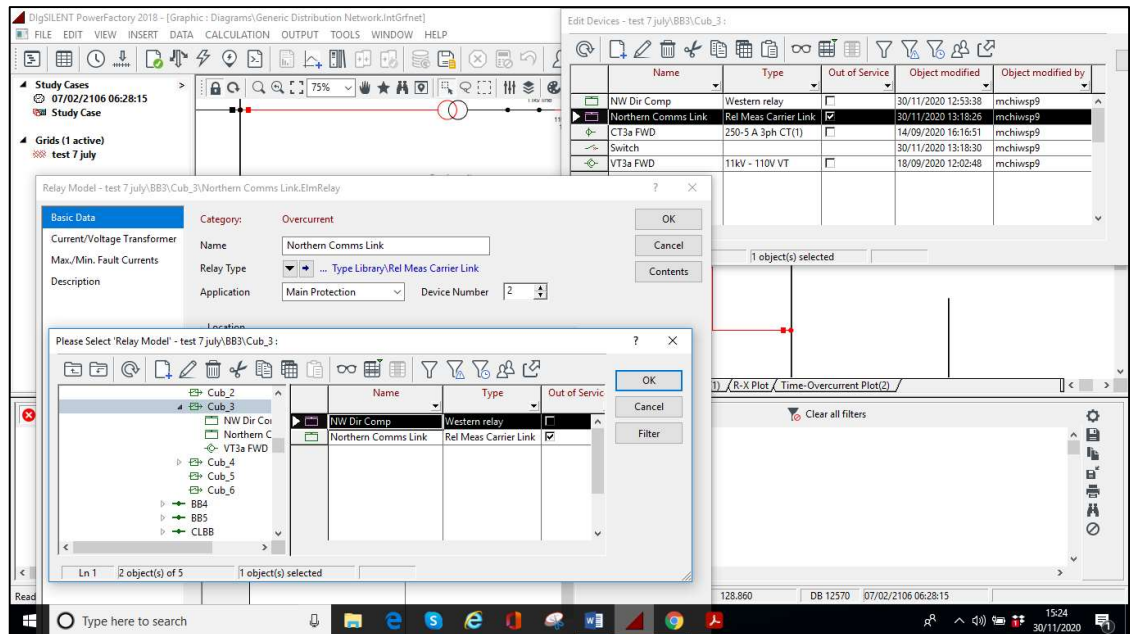 DIgSILENT PowerFactory 2018 - [Graphic : Diagrams\Generic Distribution Network.IntGrfnet]
FILE EDIT VIEW INSERT DATA CALCULATION OUTPUT TOOLS WINDOW HELP
Study Cases >
07/02/2106 06:28:15
Study Case
Grids (1 active)
test 7 july
75%
Edit Devices - test 7 july\BB3\Cub_3 :
Name Type Out of Service Object modified Object modified by
NW Dir Comp Western relay 30/11/2020 12:53:38 mchiwsp9
Northern Comms Link Rel Meas Carrier Link 30/11/2020 13:18:26 mchiwsp9
CT3a FWD 250-5 A 3ph CT(1) 14/09/2020 16:16:51 mchiwsp9
Switch 30/11/2020 13:18:30 mchiwsp9
VT3a FWD 11kV - 110V VT 18/09/2020 12:02:48 mchiwsp9
1 object(s) selected
Relay Model - test 7 july\BB3\Cub_3\Northern Comms Link.ElmRelay ? ×
Basic Data
Current/Voltage Transformer
Max./Min. Fault Currents
Description
Category: Overcurrent
Name Northern Comms Link
Relay Type ... Type Library\Rel Meas Carrier Link
Application Main Protection Device Number 2
Location
OK
Cancel
Contents
Please Select 'Relay Model' - test 7 july\BB3\Cub_3 : ? ×
Cub_2
Cub_3
NW Dir Co
Northern C
VT3a FWD
Cub_4
Cub_5
Cub_6
BB4
BB5
CLBB
Name Type Out of Servic
NW Dir Comp Western relay
Northern Comms Link Rel Meas Carrier Link
OK
Cancel
Filter
Ln 1 2 object(s) of 5 1 object(s) selected
1) R-X Plot Time-Overcurrent Plot(2)
Clear all filters
Read
128.860 DB 12570 07/02/2106 06:28:15
Type here to search
15:24
30/11/2020